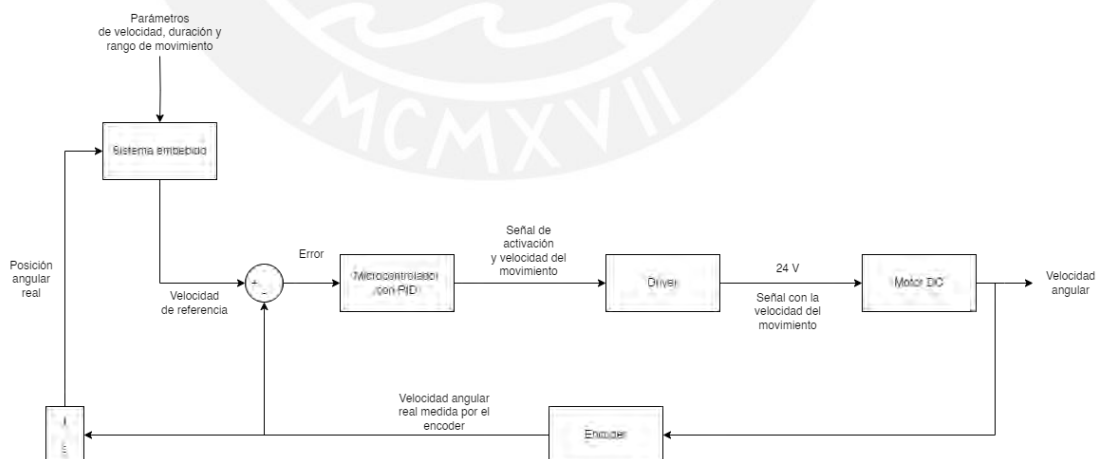 Parámetros
de velocidad, duración y
rango de movimiento
MCMXVII
Sistema embebido
Posición
angular
real
Velocidad
de referencia
+
-
Error
Microcontrolador
con PID
Señal de
activación
y velocidad del
movimiento
Driver
24 V
Señal con la
velocidad del
movimiento
Motor DC
Velocidad
angular
Velocidad angular
real medida por el
encoder
Encoder